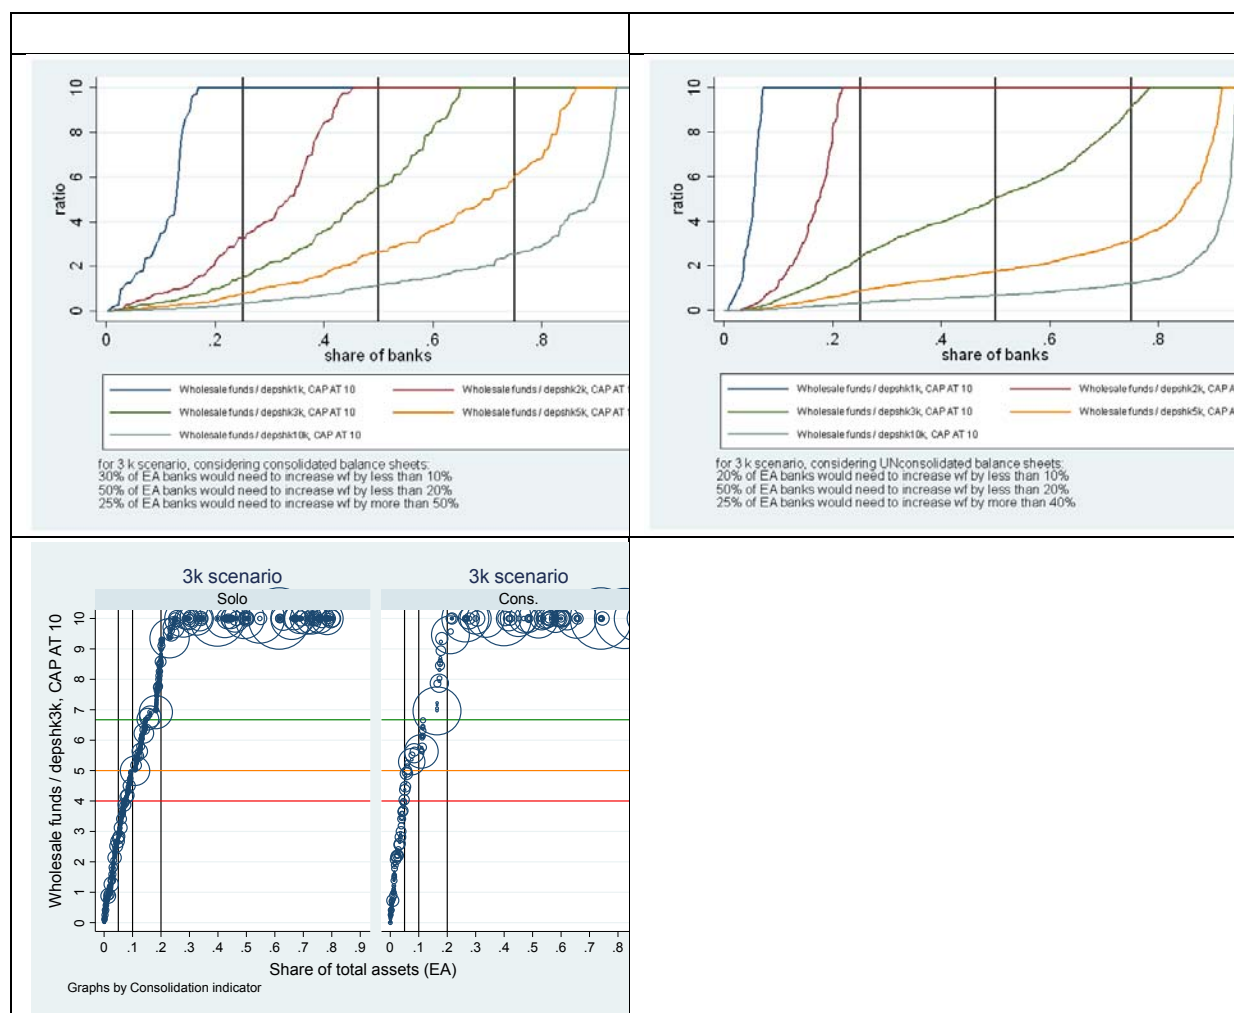 ratio
10
8
6
4
2
0
0 .2 .4 .6 .8
share of banks
Wholesale funds / depshk1k, CAP AT 10 Wholesale funds / depshk2k, CAP AT
Wholesale funds / depshk3k, CAP AT 10 Wholesale funds / depshk5k, CAP AT
Wholesale funds / depshk10k, CAP AT 10
for 3 k scenario, considering consolidated balance sheets:
30% of EA banks would need to increase wf by less than 10%
50% of EA banks would need to increase wf by less than 20%
25% of EA banks would need to increase wf by more than 50%
ratio
10
8
6
4
2
0
0 .2 .4 .6 .8
share of banks
Wholesale funds / depshk1k, CAP AT 10 Wholesale funds / depshk2k, CAP A
Wholesale funds / depshk3k, CAP AT 10 Wholesale funds / depshk5k, CAP A
Wholesale funds / depshk10k, CAP AT 10
for 3 k scenario, considering UNconsolidated balance sheets:
20% of EA banks would need to increase wf by less than 10%
50% of EA banks would need to increase wf by less than 20%
25% of EA banks would need to increase wf by more than 40%
3k scenario 3k scenario
Solo Cons.
Wholesale funds / depshk3k, CAP AT 10
10
9
8
7
6
5
4
3
2
1
0
0 .1 .2 .3 .4 .5 .6 .7 .8 .9 0 .1 .2 .3 .4 .5 .6 .7 .8
Share of total assets (EA)
Graphs by Consolidation indicator